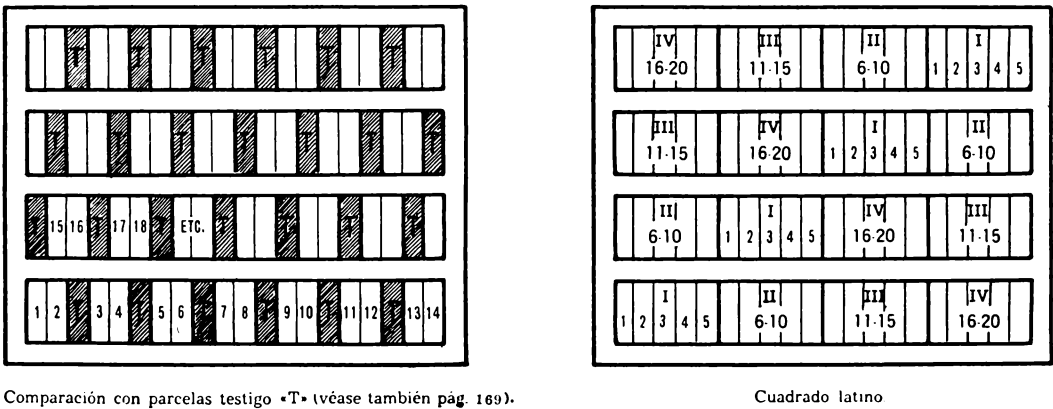 T T T T T T
T T T T T T T
T 15 16 T 17 18 T ETC. T T T T
1 2 T 3 4 T 5 6 T 7 8 T 9 10 T 11 12 T 13 14
Comparación con parcelas testigo «T» (véase también pág. 169).
IV III II I
16-20 11-15 6-10 1 2 3 4 5
III IV I II
11-15 16-20 1 2 3 4 5 6-10
II I IV III
6-10 1 2 3 4 5 16-20 11-15
I II III IV
1 2 3 4 5 6-10 11-15 16-20
Cuadrado latino